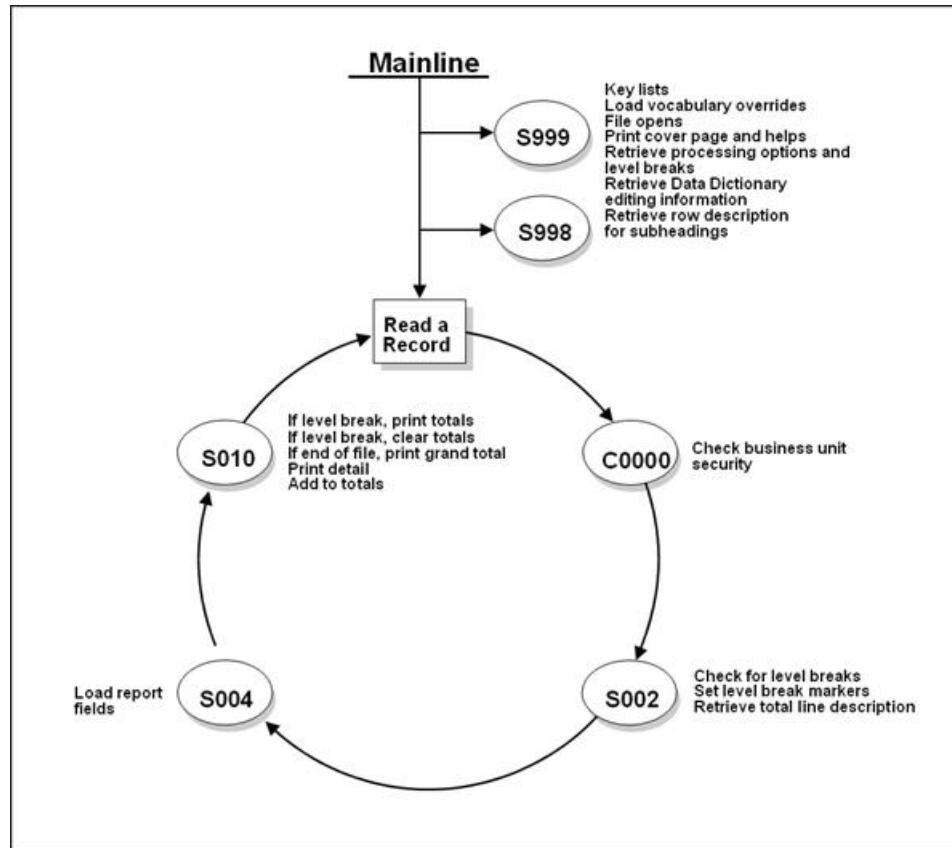 Mainline
S999
Key lists
Load vocabulary overrides
File opens
Print cover page and helps
Retrieve processing options and
level breaks
Retrieve Data Dictionary
editing information
Retrieve row description
for subheadings
S998
Read a
Record
C0000
Check business unit
security
S002
Check for level breaks
Set level break markers
Retrieve total line description
S004
Load report
fields
S010
If level break, print totals
If level break, clear totals
If end of file, print grand total
Print detail
Add to totals